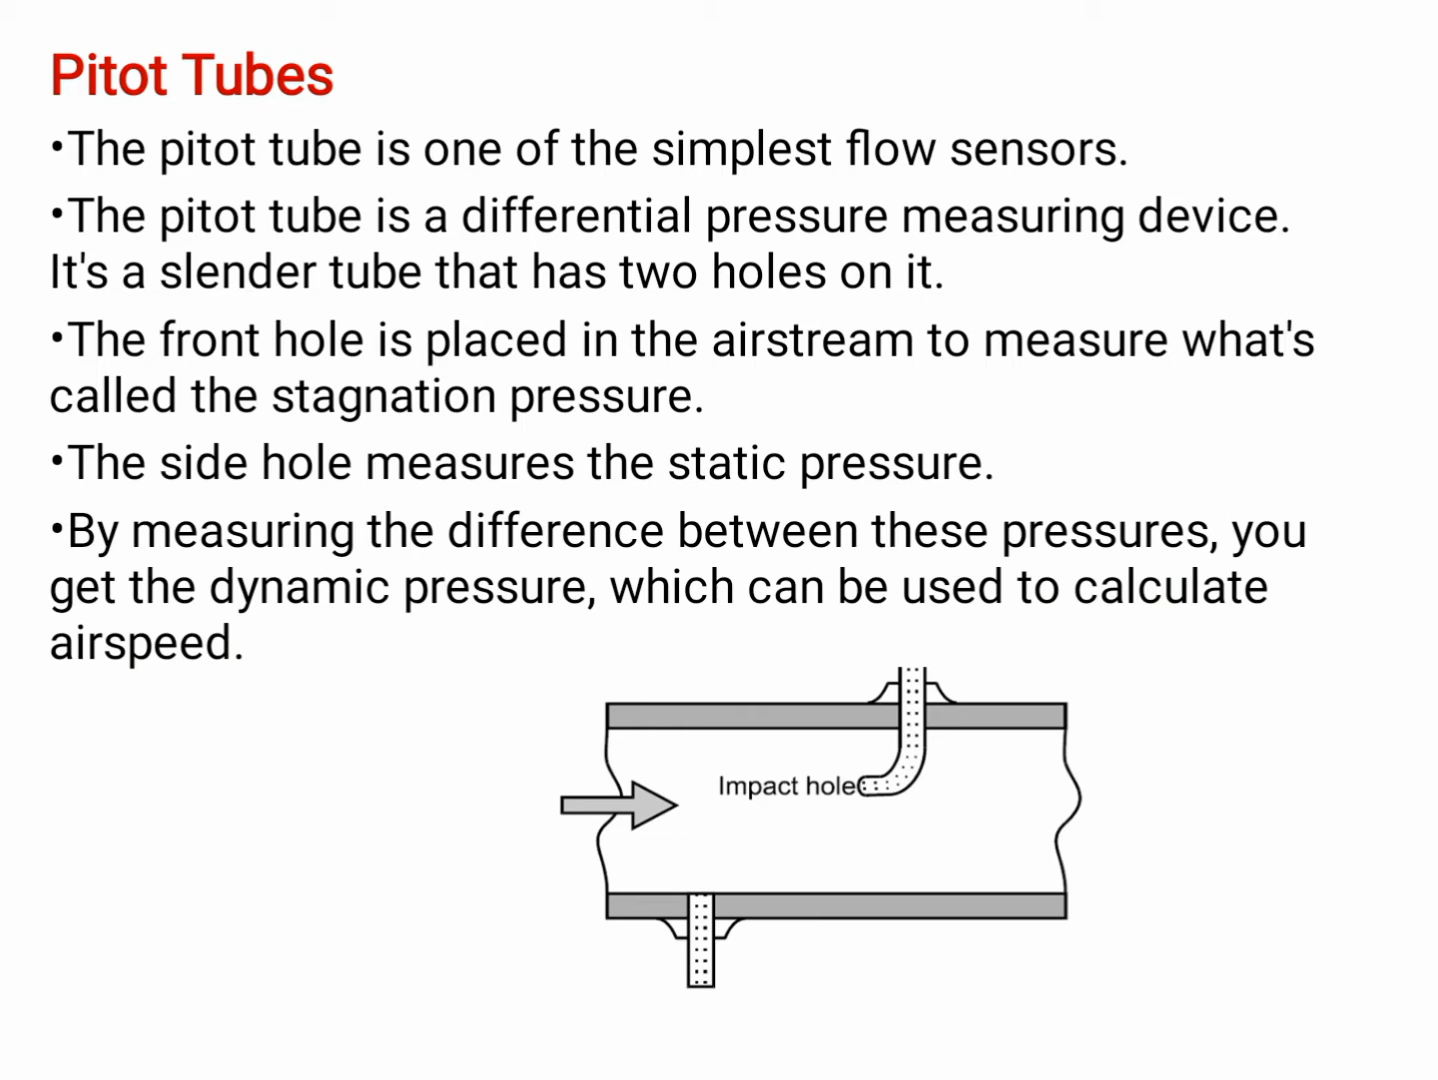 Pitot Tubes
•The pitot tube is one of the simplest flow sensors.
•The pitot tube is a differential pressure measuring device.
It's a slender tube that has two holes on it.
•The front hole is placed in the airstream to measure what's
called the stagnation pressure.
•The side hole measures the static pressure.
•By measuring the difference between these pressures, you
get the dynamic pressure, which can be used to calculate
airspeed.
Impact hole